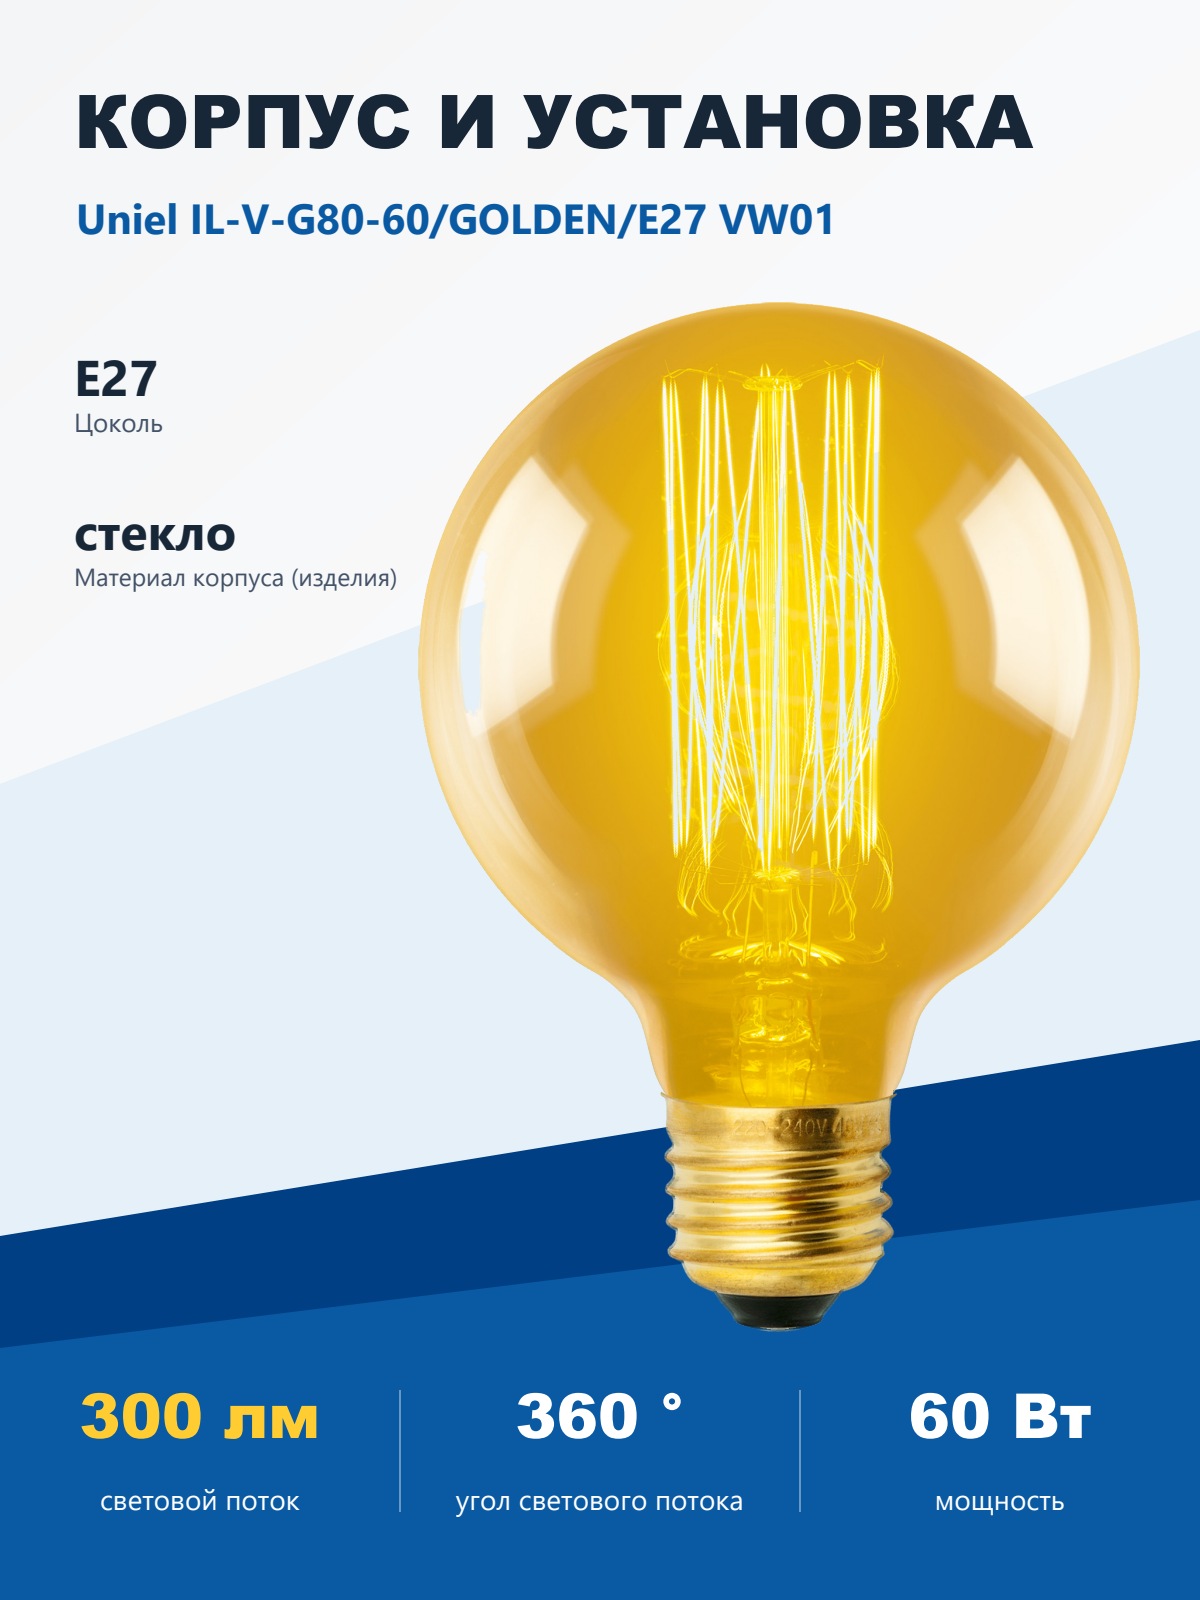 КОРПУС И УСТАНОВКА
Uniel IL-V-G80-60/GOLDEN/E27 VW01
E27
Цоколь
стекло
Материал корпуса (изделия)
240V
300 лм
360 °
60 Вт
световой поток
угол светового потока
мощность